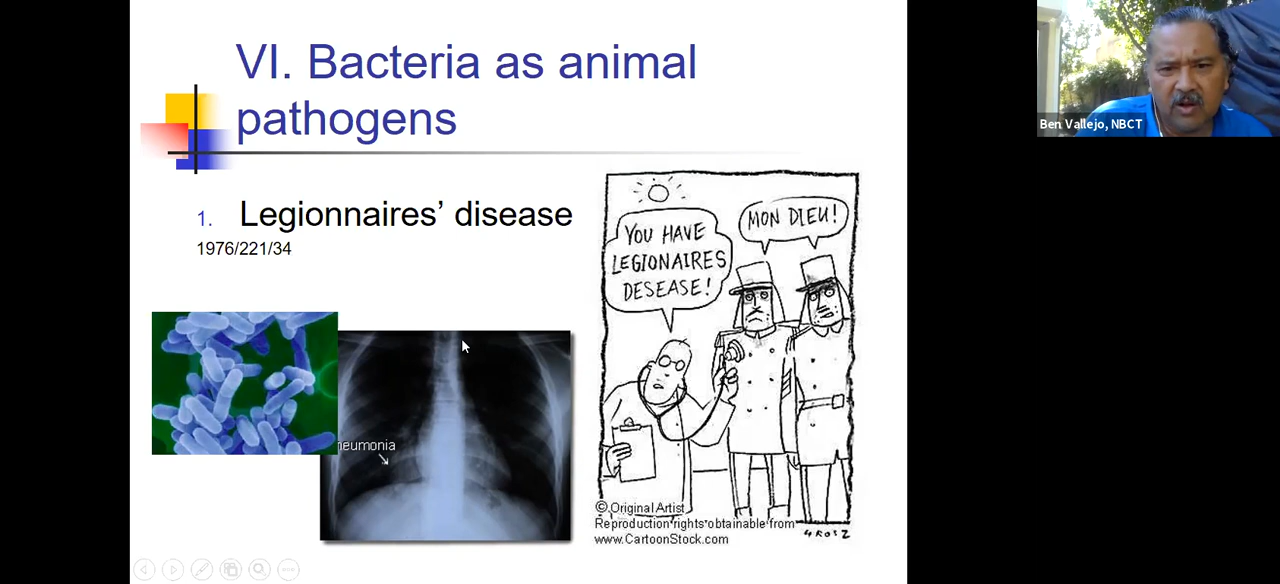 VI. Bacteria as animal
pathogens
1. Legionnaires’ disease
1976/221/34
neumonia
YOU HAVE
LEGIONAIRES
DESEASE!
MON DIEU!
© Original Artist
Reproduction rights obtainable from
www.CartoonStock.com
GROSZ
Ben Vallejo, NBCT